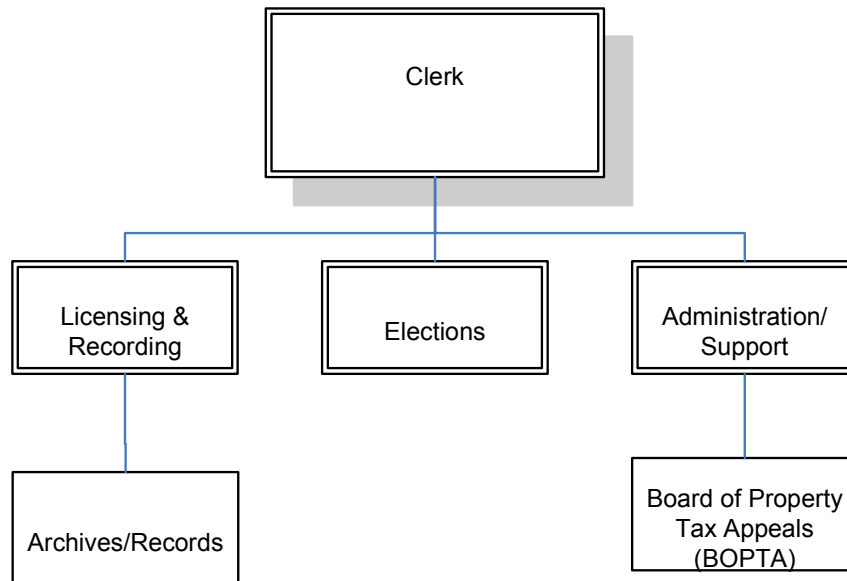 Clerk
Licensing &
Recording
Elections
Administration/
Support
Archives/Records
Board of Property
Tax Appeals
(BOPTA)